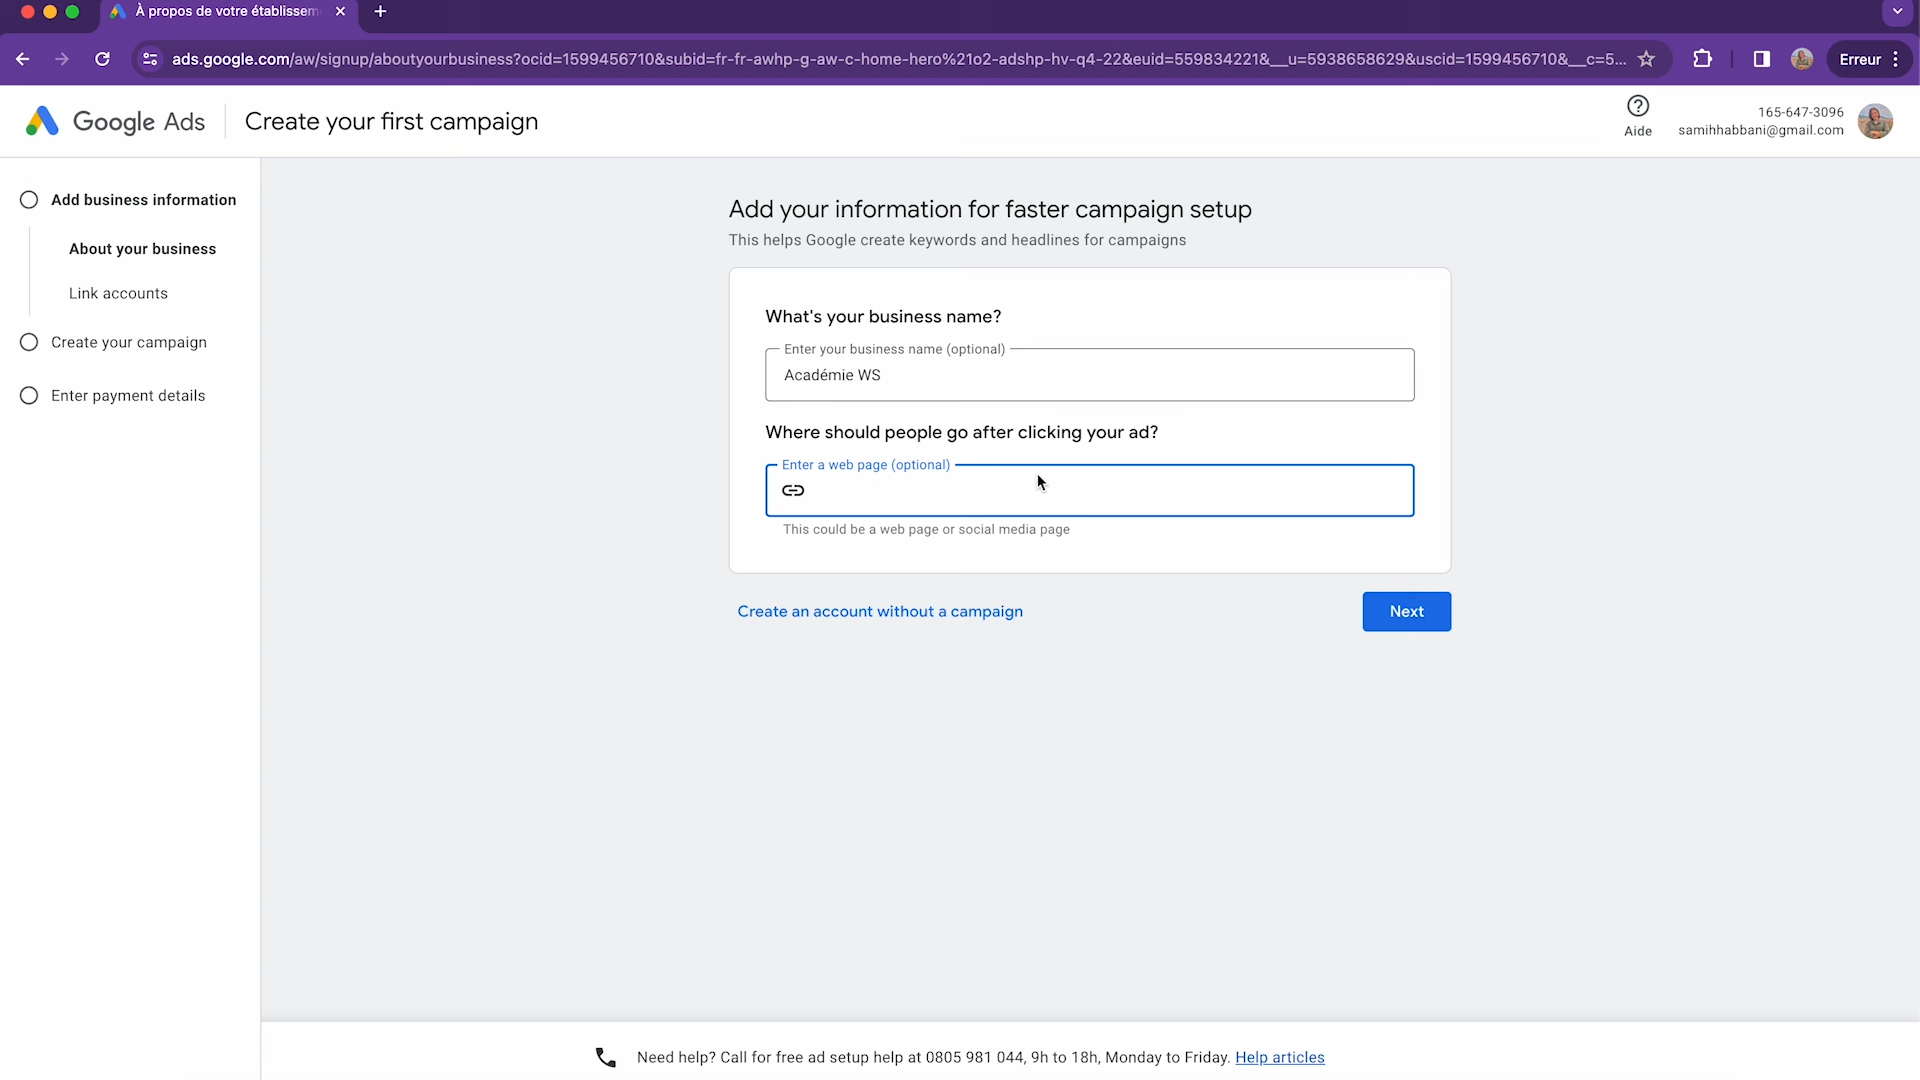 À propos de votre établissem
ads.google.com/aw/signup/aboutyourbusiness?ocid=1599456710&subid=fr-fr-awhp-g-aw-c-home-hero%21o2-adshp-hv-q4-22&euid=559834221&__u=5938658629&uscid=1599456710&__c=5...
Erreur
Google Ads
Create your first campaign
Aide
165-647-3096
samihhabbani@gmail.com
Add business information
About your business
Link accounts
Create your campaign
Enter payment details
Add your information for faster campaign setup
This helps Google create keywords and headlines for campaigns
What's your business name?
Enter your business name (optional)
Académie WS
Where should people go after clicking your ad?
Enter a web page (optional)
This could be a web page or social media page
Create an account without a campaign
Next
Need help? Call for free ad setup help at 0805 981 044, 9h to 18h, Monday to Friday. Help articles